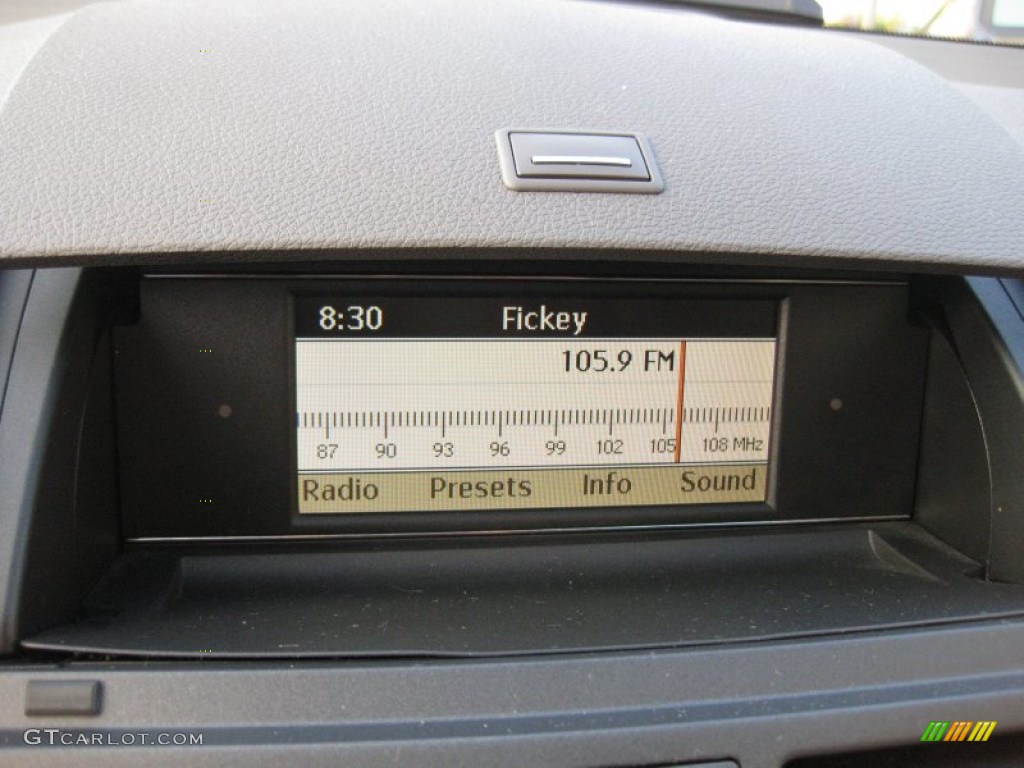 8:30 Fickey
105.9 FM
87 90 93 96 99 102 105 108 MHz
Radio Presets Info Sound
GTCARLOT.COM